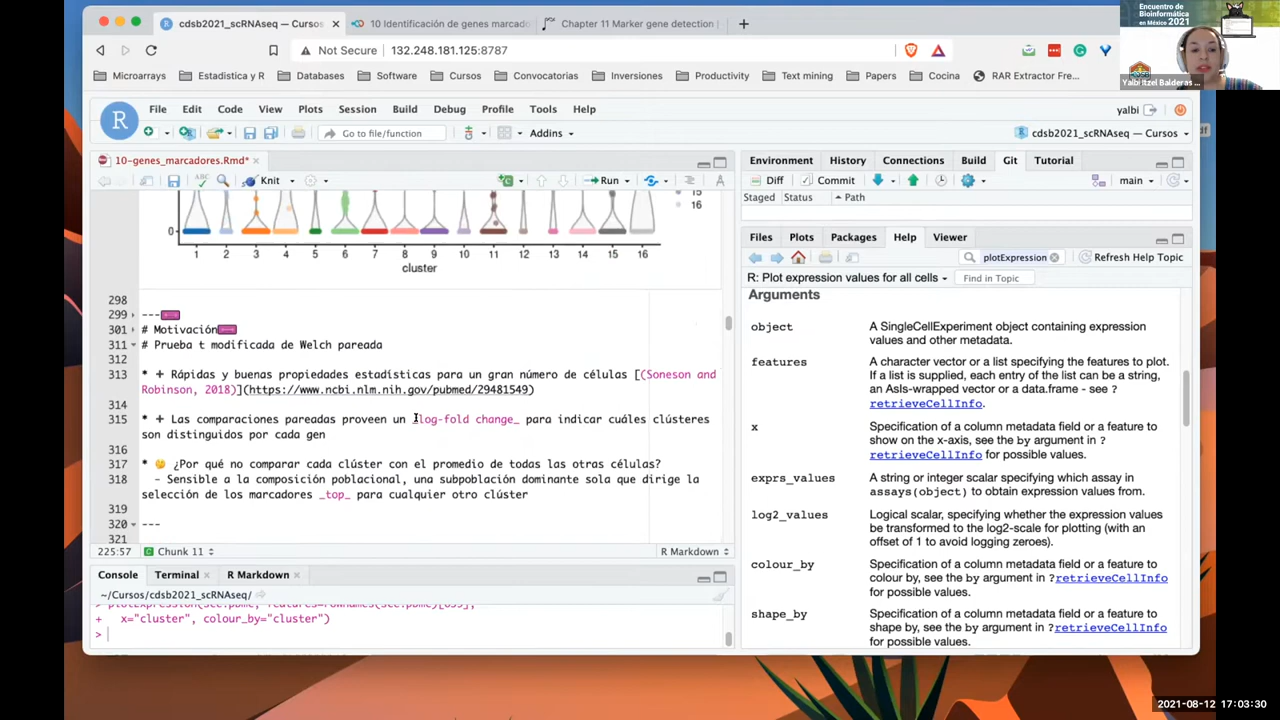 cdsb2021_scRNAseq — Cursos
10 Identificación de genes marcado
Chapter 11 Marker gene detection
Not Secure | 132.248.181.125:8787
Microarrays
Estadistica y R
Databases
Software
Cursos
Convocatorias
Inversiones
Productivity
Text mining
Papers
Cocina
RAR Extractor Fre...
Encuentro de
Bioinformática
en México 2021
Yalbi Itzel Balderas ...
R
File Edit View Plots Session Build Debug Profile Tools Help
Code
yalbi
Go to file/function
Addins
cdsb2021_scRNAseq — Cursos
10-genes_marcadores.Rmd*
Knit
Run
15
16
0
1 2 3 4 5 6 7 8 9 10 11 12 13 14 15 16
cluster
298
299 ---
301 # Motivación
311 # Prueba t modificada de Welch pareada
312
313 * + Rápidas y buenas propiedades estadísticas para un gran número de células [(Soneson and
Robinson, 2018)](https://www.ncbi.nlm.nih.gov/pubmed/29481549)
314
315 * + Las comparaciones pareadas proveen un _log-fold change_ para indicar cuáles clústeres
son distinguidos por cada gen
316
317 * 🤔 ¿Por qué no comparar cada clúster con el promedio de todas las otras células?
318 - Sensible a la composición poblacional, una subpoblación dominante sola que dirige la
selección de los marcadores _top_ para cualquier otro clúster
319
320 ---
321
225:57 Chunk 11
R Markdown
Console Terminal R Markdown
~/Cursos/cdsb2021_scRNAseq/
+ x="cluster", colour_by="cluster")
>
Environment History Connections Build Git Tutorial
Diff Commit main
Staged Status Path
Files Plots Packages Help Viewer
plotExpression
Refresh Help Topic
R: Plot expression values for all cells
Find in Topic
Arguments
object A SingleCellExperiment object containing expression
values and other metadata.
features A character vector or a list specifying the features to plot.
If a list is supplied, each entry of the list can be a string,
an AsIs-wrapped vector or a data.frame - see ?
retrieveCellInfo.
x Specification of a column metadata field or a feature to
show on the x-axis, see the by argument in ?
retrieveCellInfo for possible values.
exprs_values A string or integer scalar specifying which assay in
assays(object) to obtain expression values from.
log2_values Logical scalar, specifying whether the expression values
be transformed to the log2-scale for plotting (with an
offset of 1 to avoid logging zeroes).
colour_by Specification of a column metadata field or a feature to
colour by, see the by argument in ?retrieveCellInfo
for possible values.
shape_by Specification of a column metadata field or a feature to
shape by, see the by argument in ?retrieveCellInfo
for possible values.
2021-08-12 17:03:30